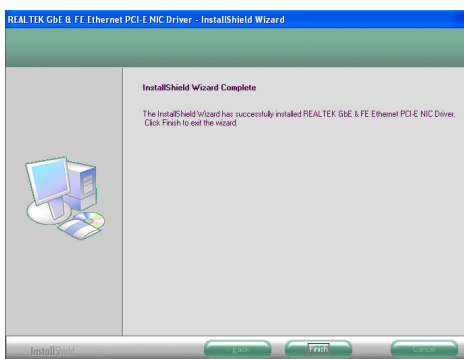 REALTEK GbE & FE Ethernet PCI-E NIC Driver - InstallShield Wizard
InstallShield Wizard Complete
The InstallShield Wizard has successfully installed REALTEK GbE & FE Ethernet PCI-E NIC Driver.
Click Finish to exit the wizard.
InstallShield
< Back
Finish
Cancel